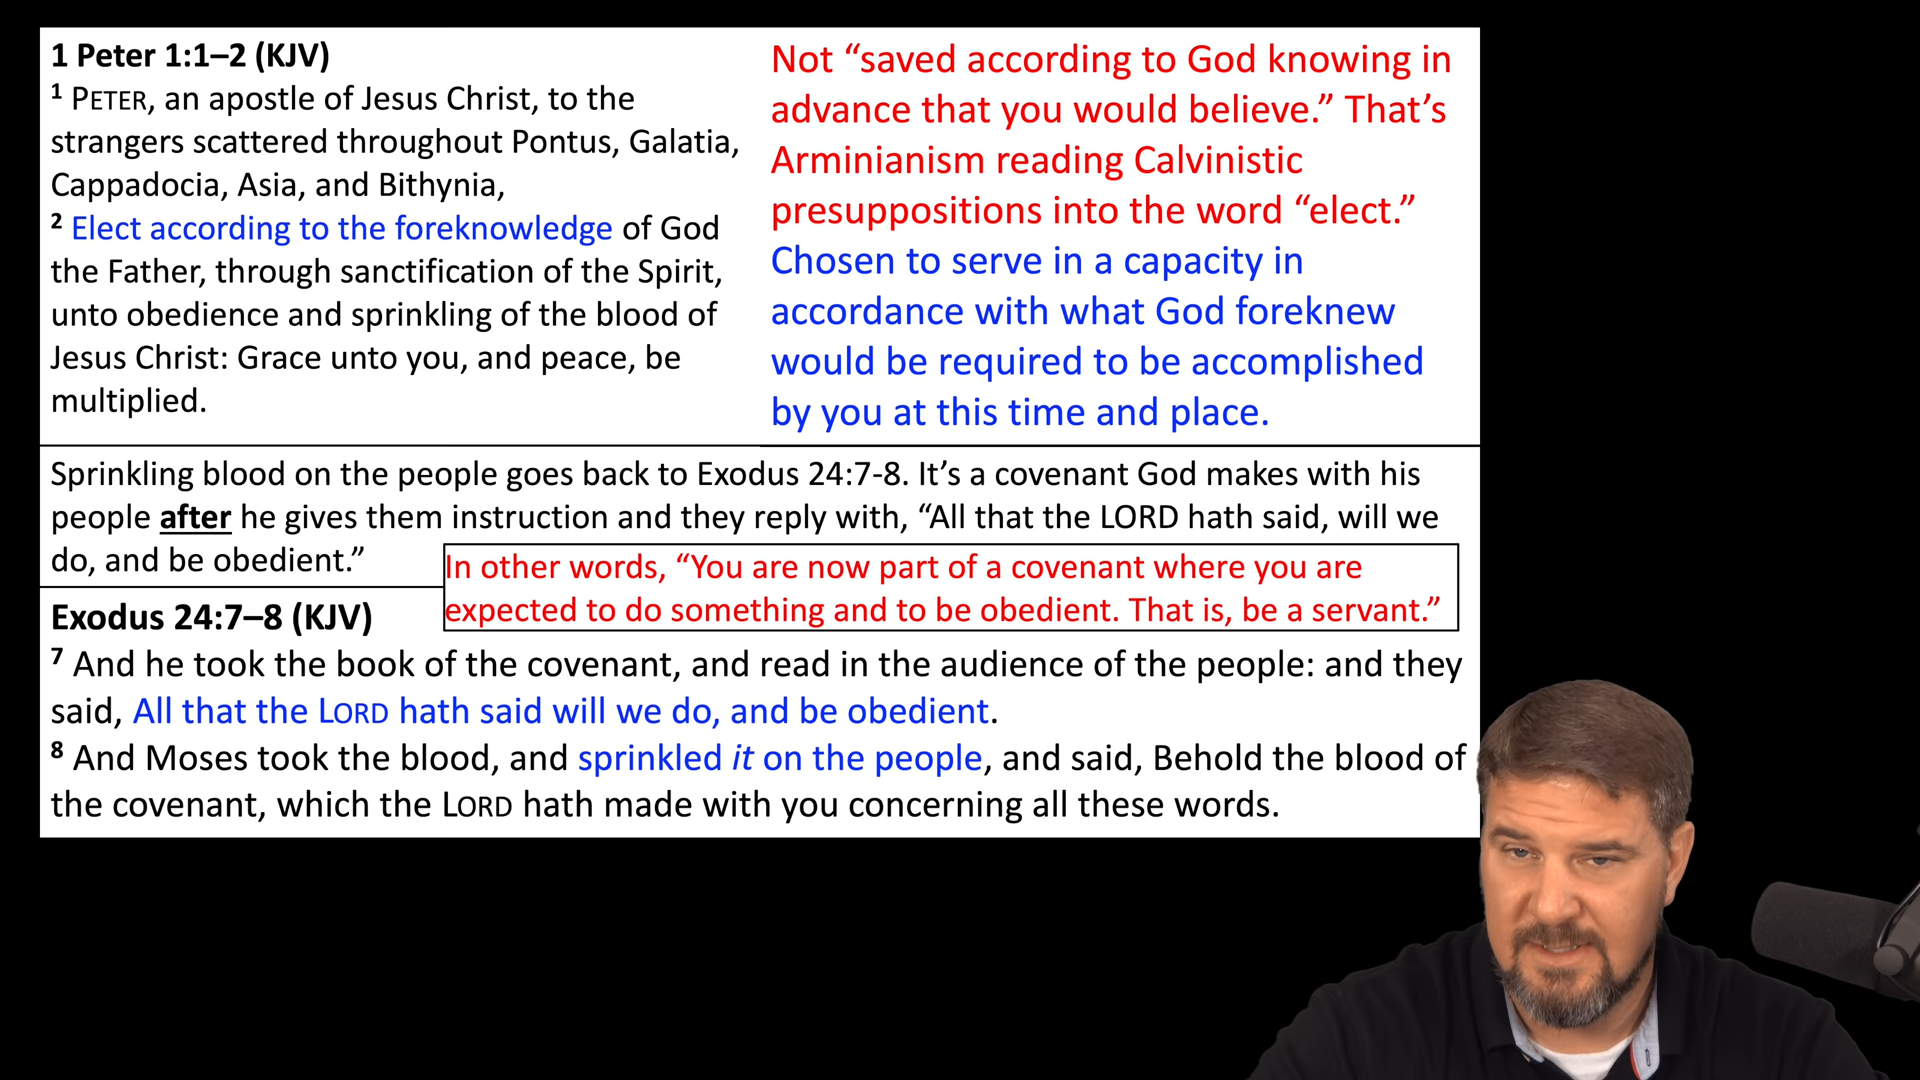 1 Peter 1:1–2 (KJV)
1 PETER, an apostle of Jesus Christ, to the
strangers scattered throughout Pontus, Galatia,
Cappadocia, Asia, and Bithynia,
2 Elect according to the foreknowledge of God
the Father, through sanctification of the Spirit,
unto obedience and sprinkling of the blood of
Jesus Christ: Grace unto you, and peace, be
multiplied.
Not “saved according to God knowing in
advance that you would believe.” That’s
Arminianism reading Calvinistic
presuppositions into the word “elect.”
Chosen to serve in a capacity in
accordance with what God foreknew
would be required to be accomplished
by you at this time and place.
Sprinkling blood on the people goes back to Exodus 24:7-8. It’s a covenant God makes with his
people after he gives them instruction and they reply with, “All that the LORD hath said, will we
do, and be obedient.”
In other words, “You are now part of a covenant where you are
expected to do something and to be obedient. That is, be a servant.”
Exodus 24:7–8 (KJV)
7 And he took the book of the covenant, and read in the audience of the people: and they
said, All that the LORD hath said will we do, and be obedient.
8 And Moses took the blood, and sprinkled it on the people, and said, Behold the blood of
the covenant, which the LORD hath made with you concerning all these words.